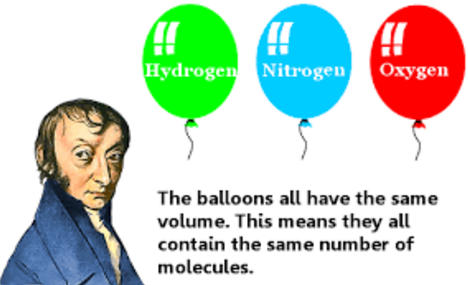 Hydrogen
Nitrogen
Oxygen
The balloons all have the same
volume. This means they all
contain the same number of
molecules.